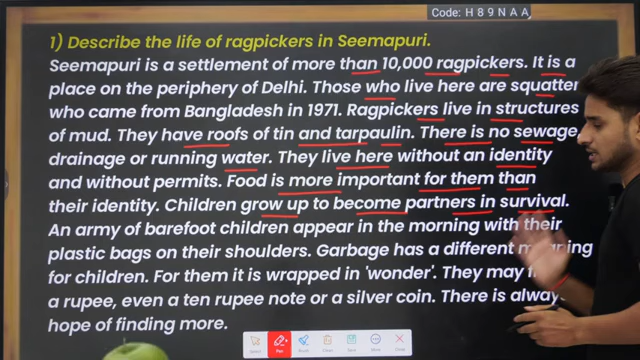 Code: H 8 9 N A A
1) Describe the life of ragpickers in Seemapuri.
Seemapuri is a settlement of more than 10,000 ragpickers. It is a
place on the periphery of Delhi. Those who live here are squatter
who came from Bangladesh in 1971. Ragpickers live in structures
of mud. They have roofs of tin and tarpaulin. There is no sewage,
drainage or running water. They live here without an identity
and without permits. Food is more important for them than
their identity. Children grow up to become partners in survival.
An army of barefoot children appear in the morning with their
plastic bags on their shoulders. Garbage has a different
for children. For them it is wrapped in 'wonder'. They may
a rupee, even a ten rupee note or a silver coin. There is
hope of finding more.